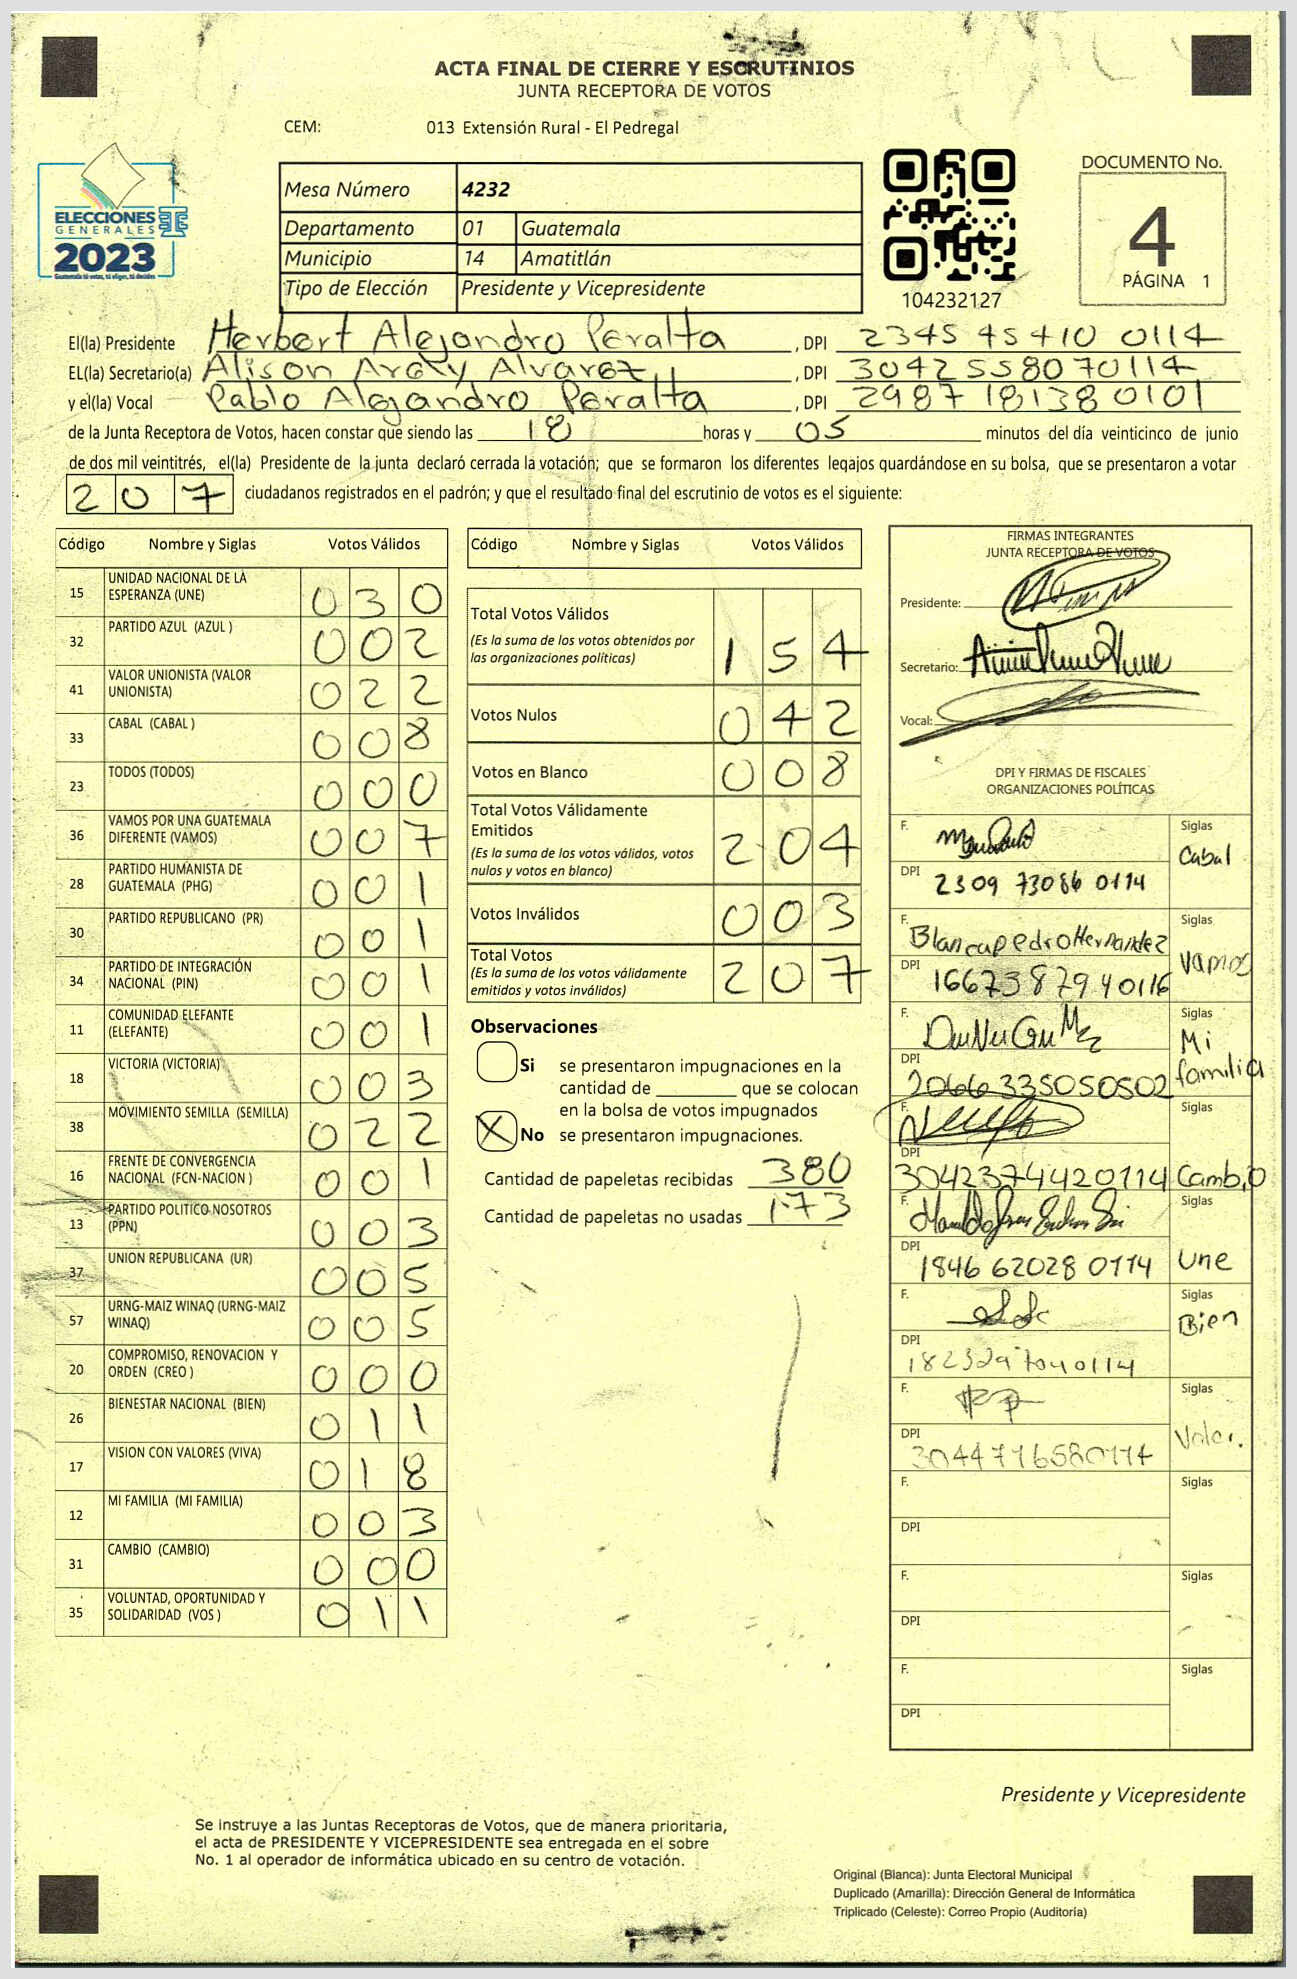 ACTA FINAL DE CIERRE Y ESCRUTINIOS
JUNTA RECEPTORA DE VOTOS
CEM: 013 Extensión Rural - El Pedregal
ELECCIONES
GENERALES
2023
Guatemala tú votas, tú eliges, tú decides
Mesa Número 4232
Departamento 01 Guatemala
Municipio 14 Amatitlán
Tipo de Elección Presidente y Vicepresidente
104232127
DOCUMENTO No.
4
PÁGINA 1
El(la) Presidente Herbert Alejandro Peralta, DPI 2345 45410 0114
EL(la) Secretario(a) Alison Aracy Alvarez, DPI 3042558070114
y el(la) Vocal Pablo Alejandro Peralta, DPI 2987 181380101
de la Junta Receptora de Votos, hacen constar que siendo las 18 horas y 05 minutos del día veinticinco de junio
de dos mil veintitrés, el(la) Presidente de la junta declaró cerrada la votación; que se formaron los diferentes legajos quardándose en su bolsa, que se presentaron a votar
207 ciudadanos registrados en el padrón; y que el resultado final del escrutinio de votos es el siguiente:
Código Nombre y Siglas Votos Válidos
15 UNIDAD NACIONAL DE LA ESPERANZA (UNE) 030
32 PARTIDO AZUL (AZUL ) 002
41 VALOR UNIONISTA (VALOR UNIONISTA) 022
33 CABAL (CABAL ) 008
23 TODOS (TODOS) 000
36 VAMOS POR UNA GUATEMALA DIFERENTE (VAMOS) 007
28 PARTIDO HUMANISTA DE GUATEMALA (PHG) 001
30 PARTIDO REPUBLICANO (PR) 001
34 PARTIDO DE INTEGRACIÓN NACIONAL (PIN) 001
11 COMUNIDAD ELEFANTE (ELEFANTE) 001
18 VICTORIA (VICTORIA) 003
38 MOVIMIENTO SEMILLA (SEMILLA) 022
16 FRENTE DE CONVERGENCIA NACIONAL (FCN-NACION ) 001
13 PARTIDO POLITICO NOSOTROS (PPN) 003
37 UNION REPUBLICANA (UR) 005
57 URNG-MAIZ WINAQ (URNG-MAIZ WINAQ) 005
20 COMPROMISO, RENOVACION Y ORDEN (CREO ) 000
26 BIENESTAR NACIONAL (BIEN) 011
17 VISION CON VALORES (VIVA) 018
12 MI FAMILIA (MI FAMILIA) 003
31 CAMBIO (CAMBIO) 000
35 VOLUNTAD, OPORTUNIDAD Y SOLIDARIDAD (VOS ) 011
Código Nombre y Siglas Votos Válidos
Total Votos Válidos 154
(Es la suma de los votos obtenidos por
las organizaciones políticas)
Votos Nulos 042
Votos en Blanco 008
Total Votos Válidamente
Emitidos 204
(Es la suma de los votos válidos, votos
nulos y votos en blanco)
Votos Inválidos 003
Total Votos 207
(Es la suma de los votos válidamente
emitidos y votos inválidos)
Observaciones
Si se presentaron impugnaciones en la
cantidad de ________ que se colocan
en la bolsa de votos impugnados
X No se presentaron impugnaciones.
Cantidad de papeletas recibidas 380
Cantidad de papeletas no usadas 173
FIRMAS INTEGRANTES
JUNTA RECEPTORA DE VOTOS
Presidente:
Secretario:
Vocal:
DPI Y FIRMAS DE FISCALES
ORGANIZACIONES POLÍTICAS
F. Siglas
Cabal
DPI 2309 73086 0114
F. Blanca pedro Hernandez Siglas
Vamos
DPI 1667387940116
F. Siglas
Mi
familia
DPI 2066335050502
F. Siglas
DPI 3042374420114 Cambio
F. Siglas
DPI 1846 62028 0114 Une
F. Siglas
Bien
DPI
F. Siglas
Valor.
DPI 3044716580114
F. Siglas
DPI
F. Siglas
DPI
F. Siglas
DPI
Presidente y Vicepresidente
Se instruye a las Juntas Receptoras de Votos, que de manera prioritaria,
el acta de PRESIDENTE Y VICEPRESIDENTE sea entregada en el sobre
No. 1 al operador de informática ubicado en su centro de votación.
Original (Blanca): Junta Electoral Municipal
Duplicado (Amarilla): Dirección General de Informática
Triplicado (Celeste): Correo Propio (Auditoría)